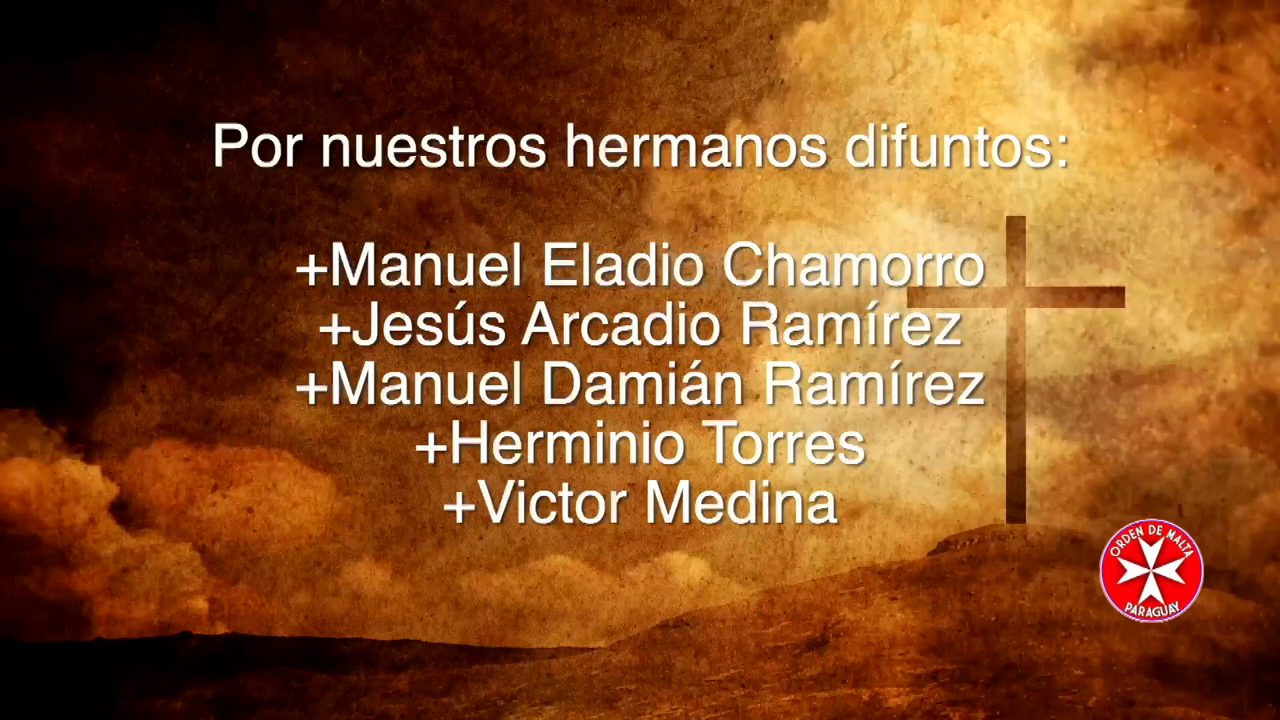 Por nuestros hermanos difuntos:
+Manuel Eladio Chamorro
+Jesús Arcadio Ramírez
+Manuel Damián Ramírez
+Herminio Torres
+Victor Medina
ORDEN DE MALTA
PARAGUAY